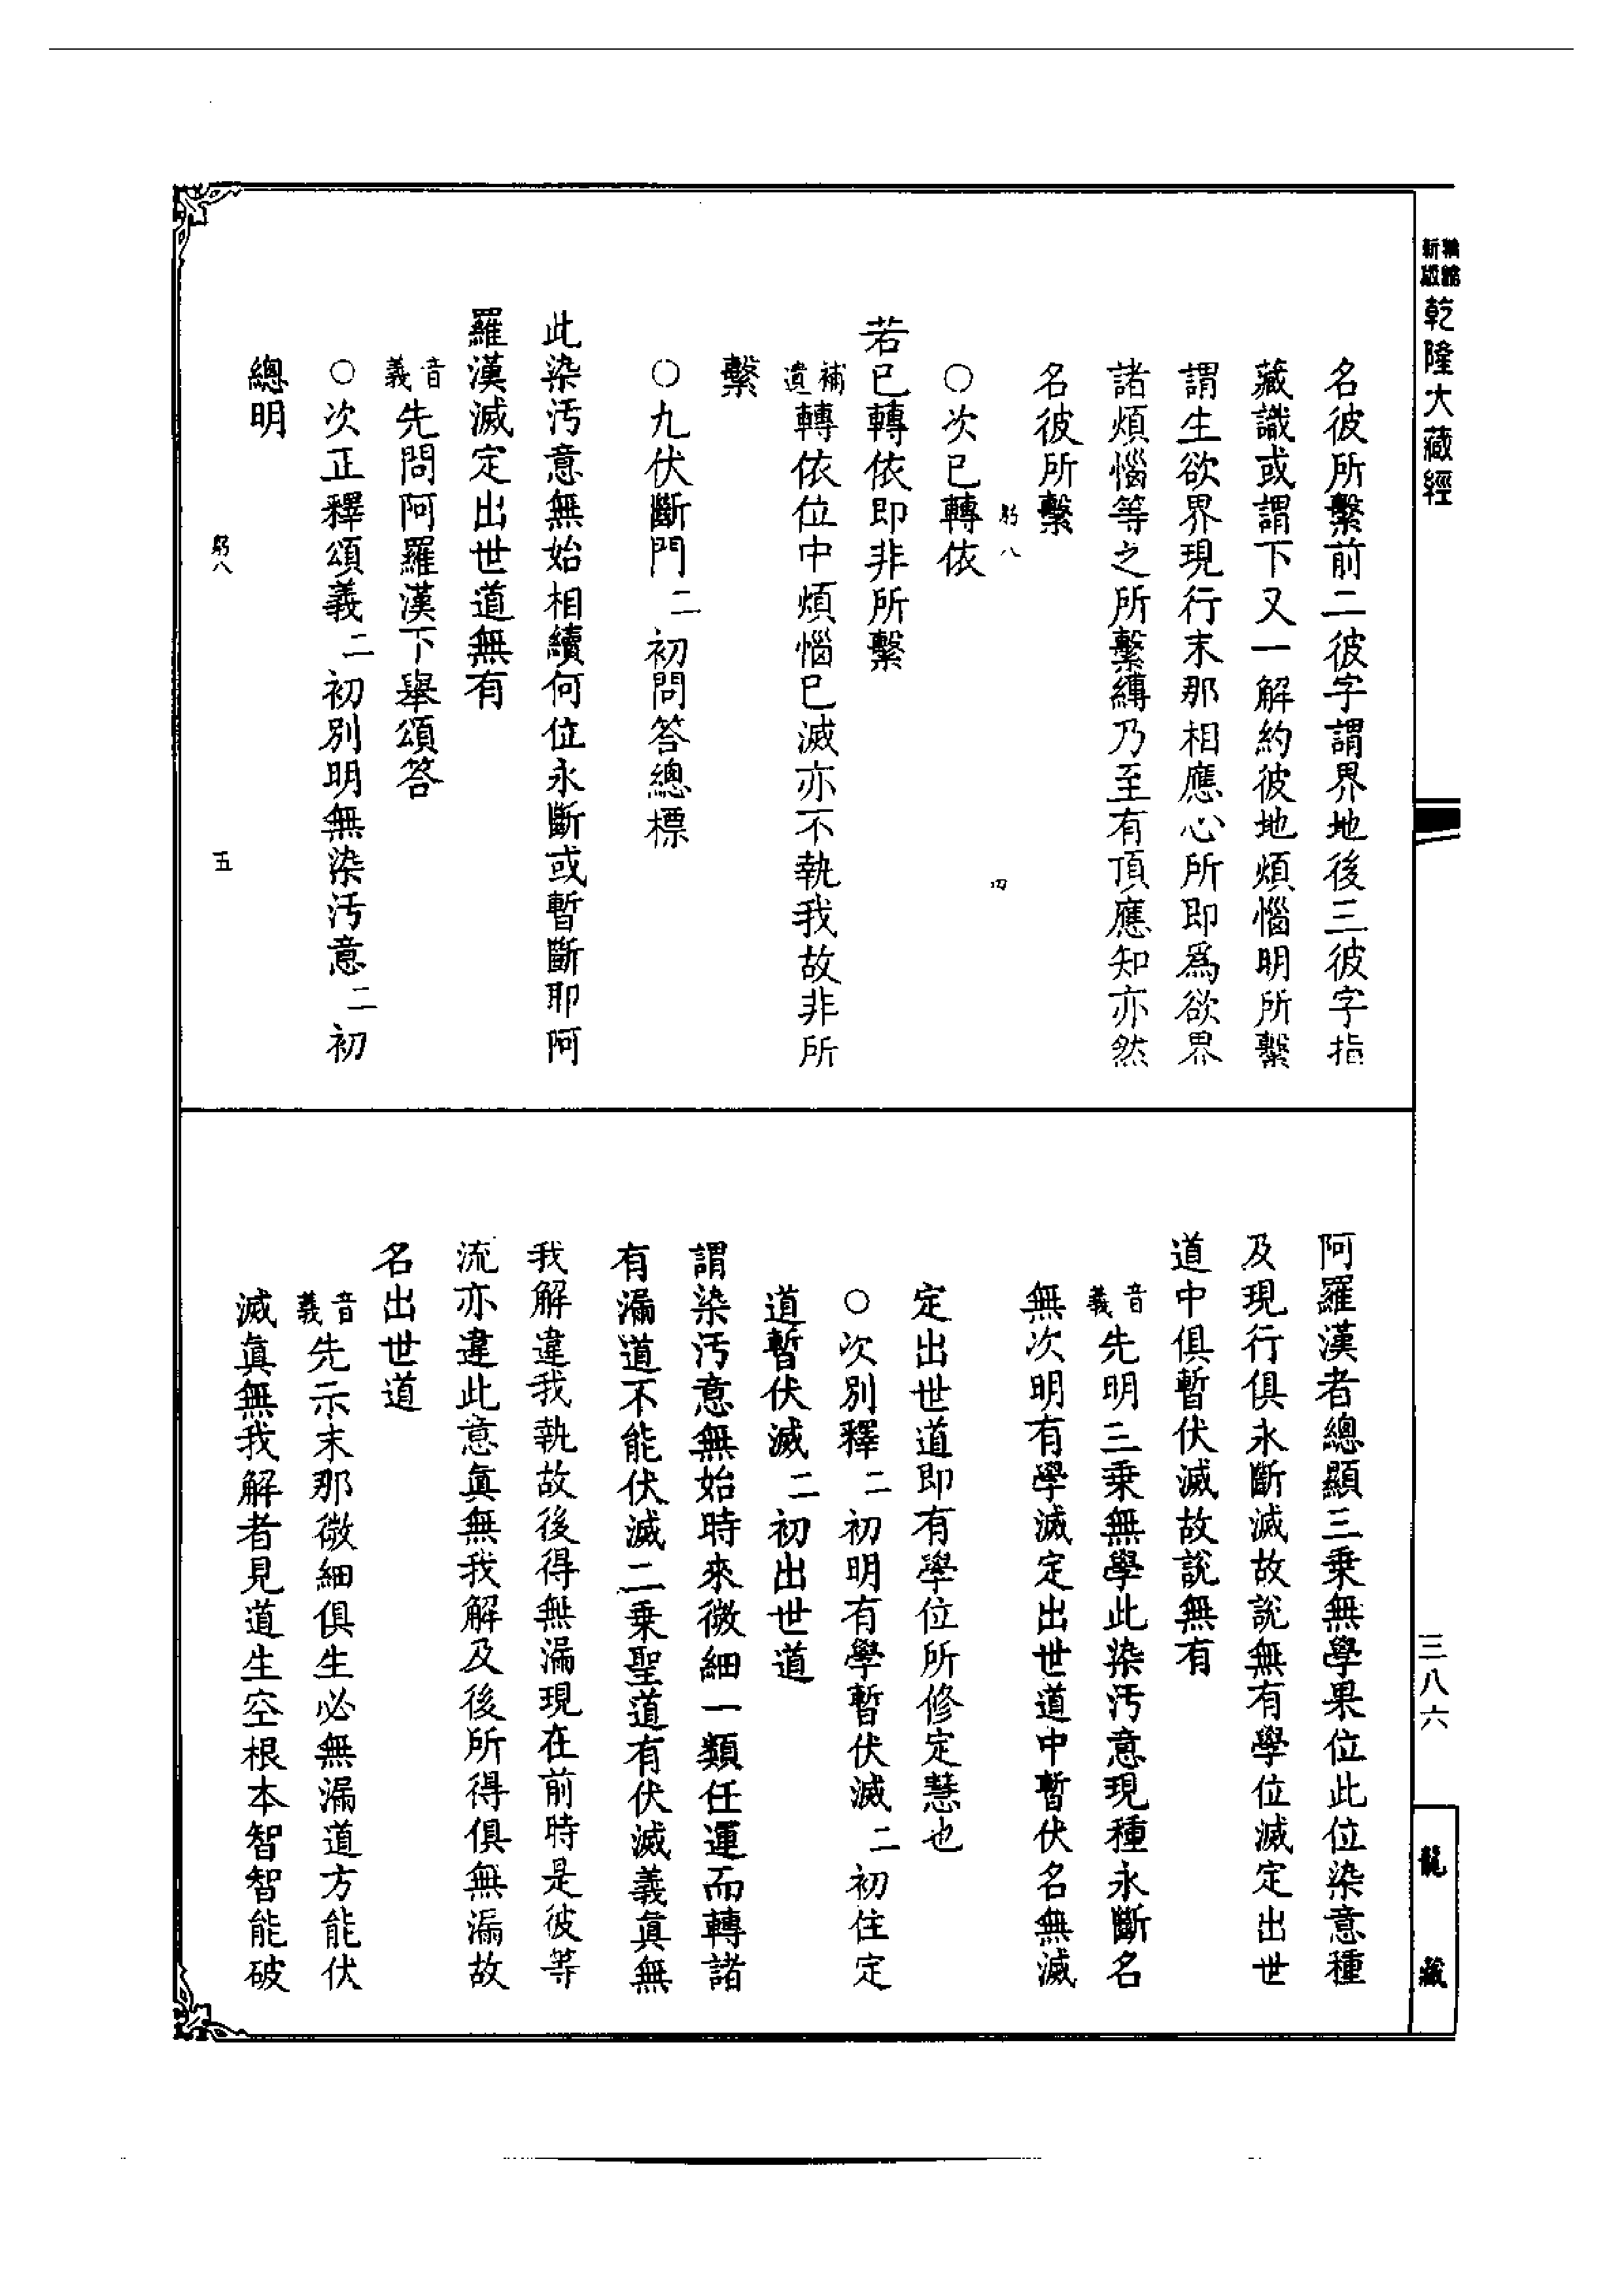 新編
縮版
乾隆大藏經
名彼所繫前二彼字謂界地後三彼字指
藏識或謂下又一解約彼地煩惱明所繫
謂生欲界現行末那相應心所即為欲界
諸煩惱等之所繫縛乃至有頂應知亦然
名彼所繫
躬八　四
○次已轉依
若已轉依即非所繫
補遺轉依位中煩惱已滅亦不執我故非所
繫
○九伏斷門二初問答總標
此染汚意無始相續何位永斷或暫斷耶阿
羅漢滅定出世道無有
音義先問阿羅漢下舉頌答
○次正釋頌義二初別明無染汚意二初
總明
躬八　五
阿羅漢者總顯三乗無學果位此位染意種
及現行俱永斷滅故說無有學位滅定出世
道中俱暫伏滅故說無有
音義先明三乗無學此染汚意現種永斷名
無次明有學滅定出世道中暫伏名無滅
定出世道即有學位所修定慧也
○次別釋二初明有學暫伏滅二初住定
道暫伏滅二初出世道
謂染汚意無始時來微細一類任運而轉諸
有漏道不能伏滅二乗聖道有伏滅義眞無
我解違我執故後得無漏現在前時是彼等
流亦違此意眞無我解及後所得俱無漏故
名出世道
音義先示末那微細俱生必無漏道方能伏
滅眞無我解者見道生空根本智智能破
三八六
龍藏